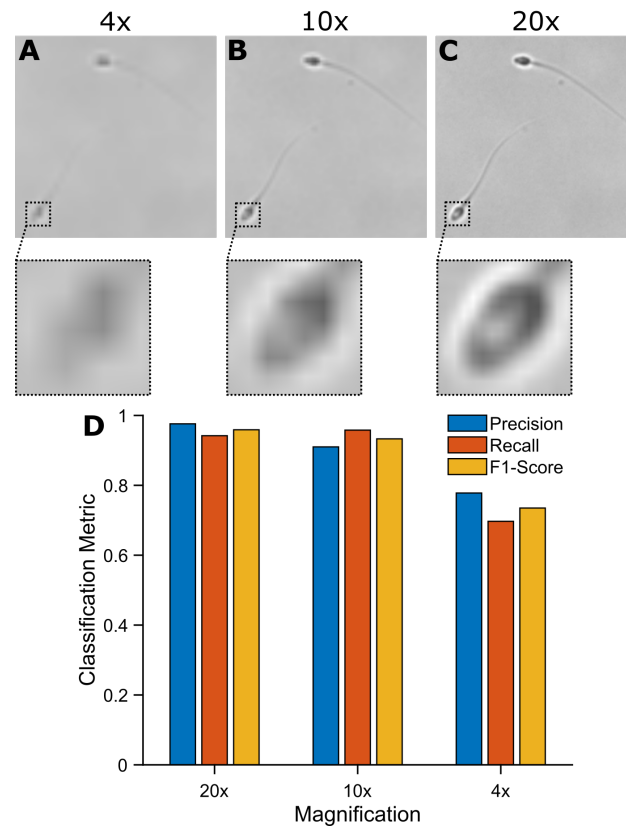 4x 10x 20x
A B C
D
Precision
Recall
F1-Score
1
0.8
0.6
0.4
0.2
0
Classification Metric
20x 10x 4x
Magnification